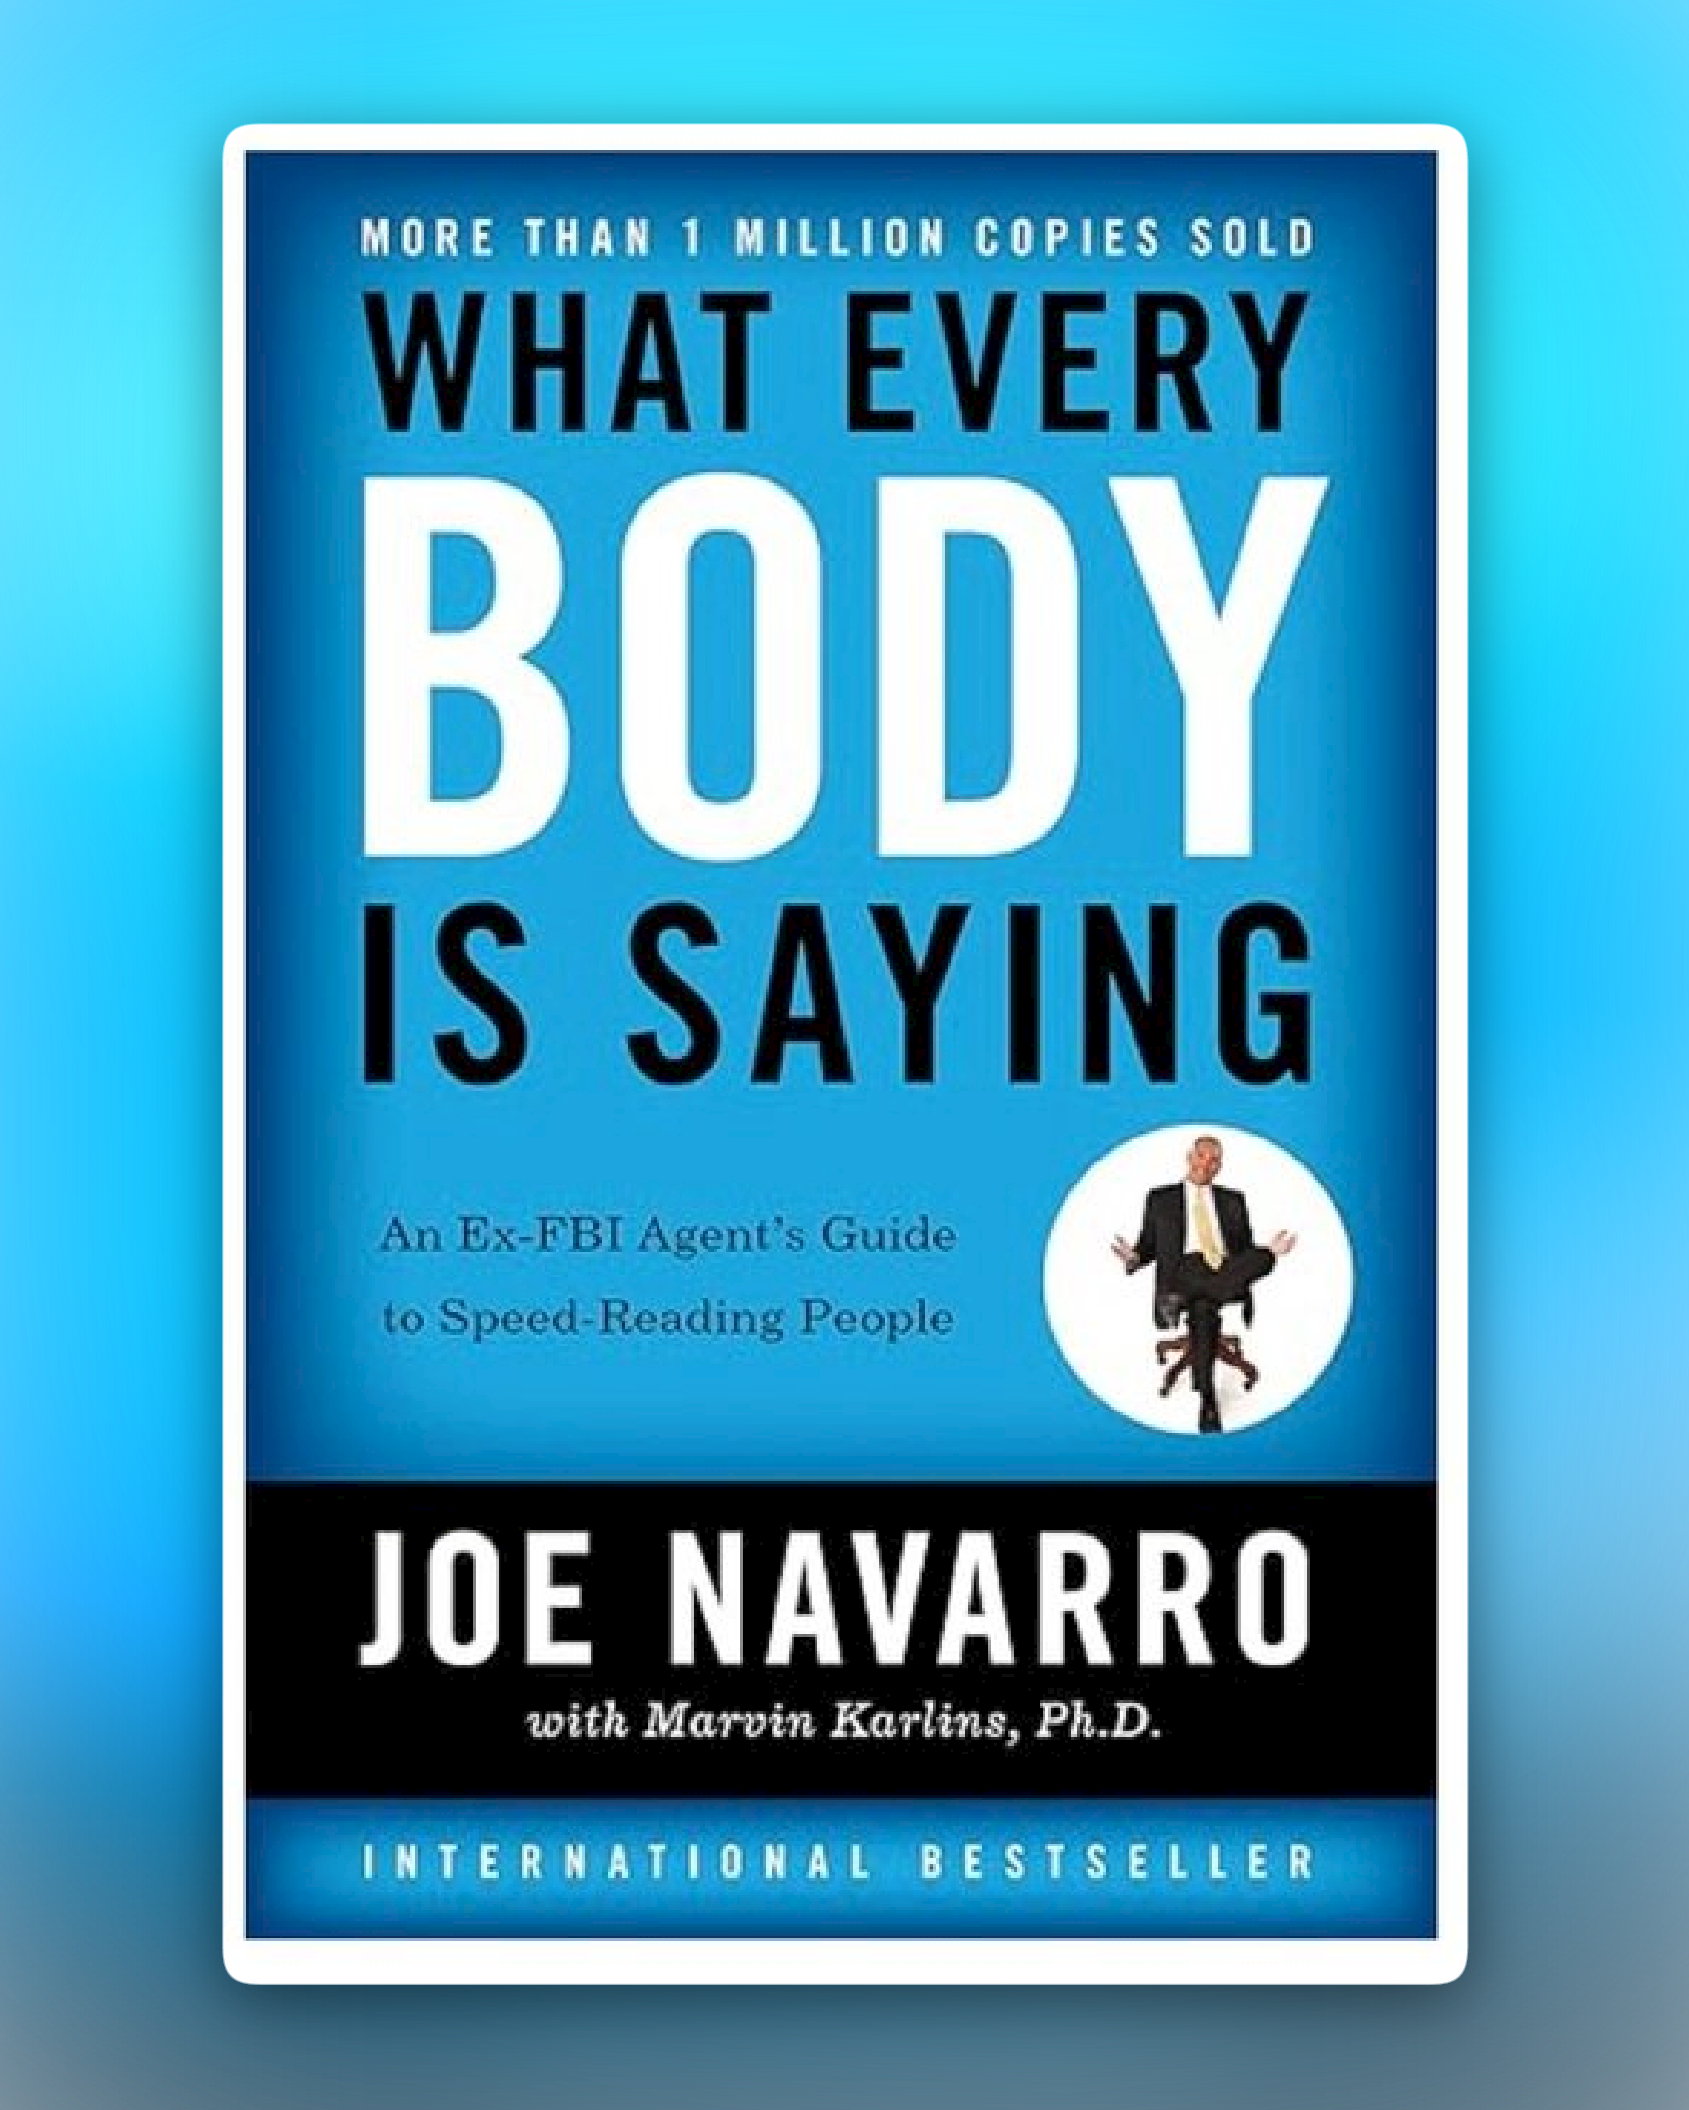 MORE THAN 1 MILLION COPIES SOLD
WHAT EVERY
BODY
IS SAYING
An Ex-FBI Agent's Guide
to Speed-Reading People
JOE NAVARRO
with Marvin Karlins, Ph.D.
INTERNATIONAL BESTSELLER